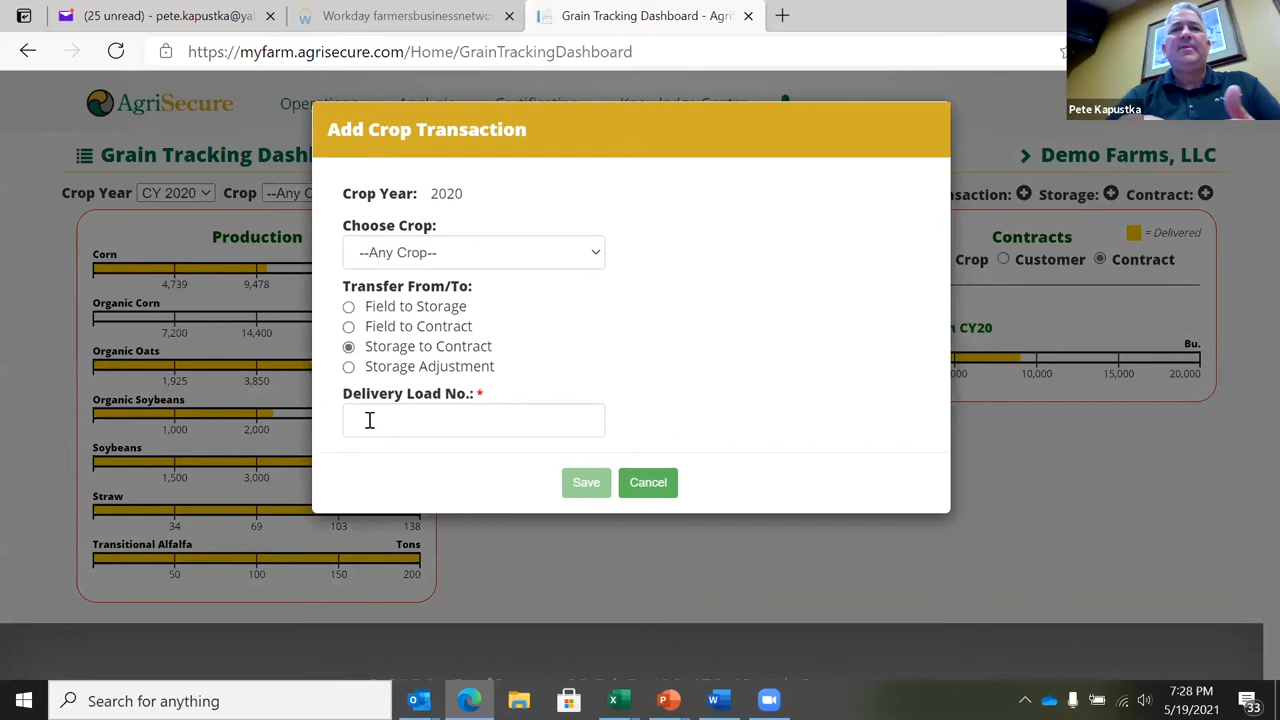 (25 unread) - pete.kapustka@yal
Workday farmersbusinessnetwor
Grain Tracking Dashboard - Agri
https://myfarm.agrisecure.com/Home/GrainTrackingDashboard
Pete Kapustka
AgriSecure
Add Crop Transaction
Grain Tracking Dash
Demo Farms, LLC
Crop Year CY 2020 Crop --Any C
Storage: Contract:
Crop Year: 2020
Choose Crop:
--Any Crop--
Transfer From/To:
Field to Storage
Field to Contract
Storage to Contract
Storage Adjustment
Delivery Load No.: *
Save Cancel
Production
Corn
4,739 9,478
Organic Corn
7,200 14,400
Organic Oats
1,925 3,850
Organic Soybeans
1,000 2,000
Soybeans
1,500 3,000
Straw
34 69 103 138
Transitional Alfalfa Tons
50 100 150 200
Contracts = Delivered
Crop Customer Contract
CY20
Bu.
10,000 15,000 20,000
Search for anything
7:28 PM
5/19/2021
33